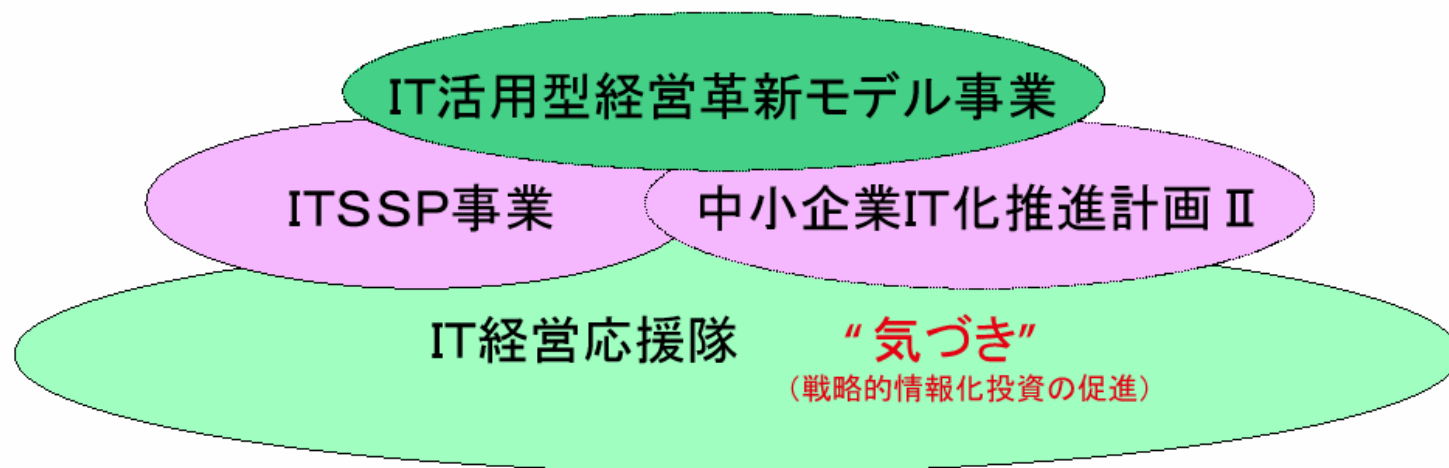 IT活用型経営革新モデル事業
ITSSP事業
中小企業IT化推進計画Ⅱ
IT経営応援隊 “気づき”
（戦略的情報化投資の促進）